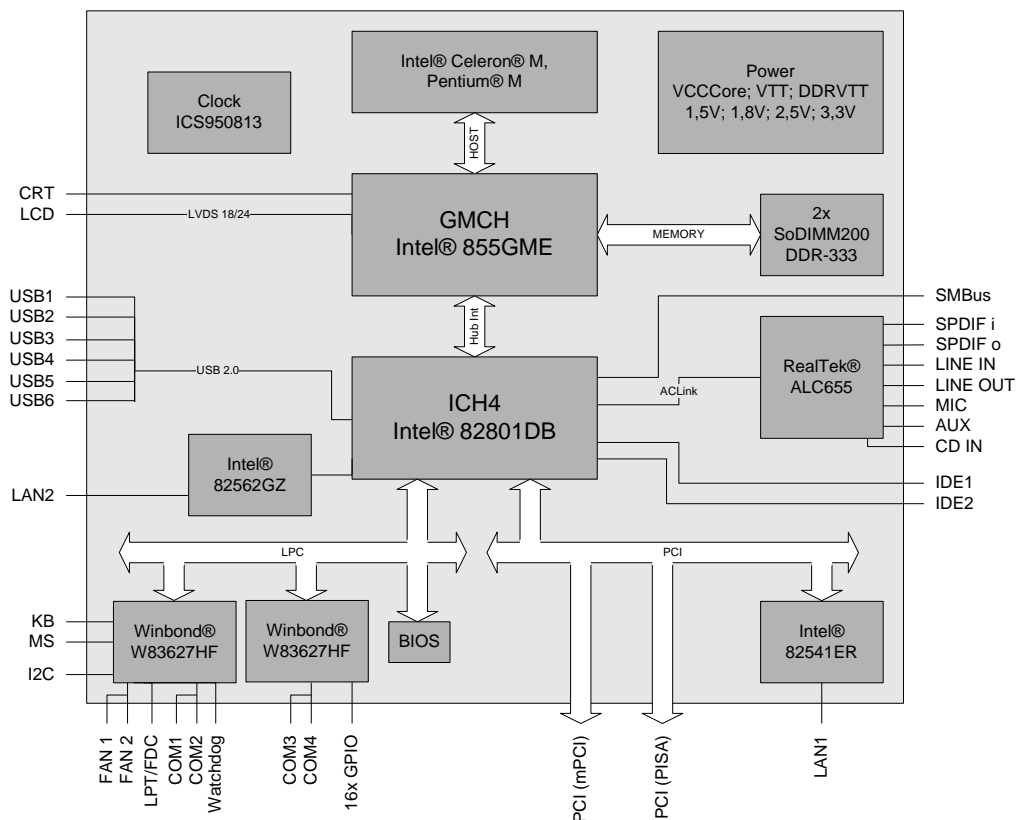 Intel® Celeron® M,
Pentium® M
Power
VCCCore; VTT; DDRVTT
1,5V; 1,8V; 2,5V; 3,3V
Clock
ICS950813
HOST
CRT
LCD
LVDS 18/24
GMCH
Intel® 855GME
MEMORY
2x
SoDIMM200
DDR-333
USB1
USB2
USB3
USB4
USB5
USB6
USB 2.0
Hub Int
SMBus
SPDIF i
SPDIF o
LINE IN
LINE OUT
MIC
AUX
CD IN
RealTek®
ALC655
ACLink
ICH4
Intel® 82801DB
Intel®
82562GZ
LAN2
IDE1
IDE2
LPC
PCI
KB
MS
I2C
Winbond®
W83627HF
Winbond®
W83627HF
BIOS
Intel®
82541ER
FAN 1
FAN 2
LPT/FDC
COM1
COM2
Watchdog
COM3
COM4
16x GPIO
PCI (mPCI)
PCI (PISA)
LAN1